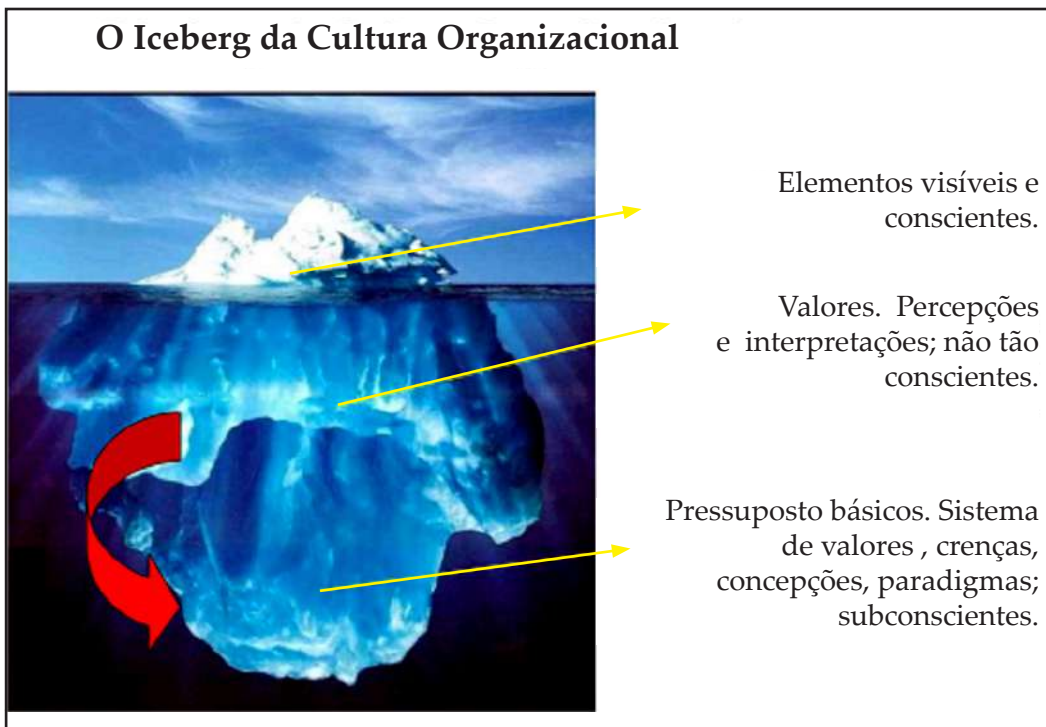 O Iceberg da Cultura Organizacional
Elementos visíveis e
conscientes.
Valores. Percepções
e interpretações; não tão
conscientes.
Pressuposto básicos. Sistema
de valores , crenças,
concepções, paradigmas;
subconscientes.